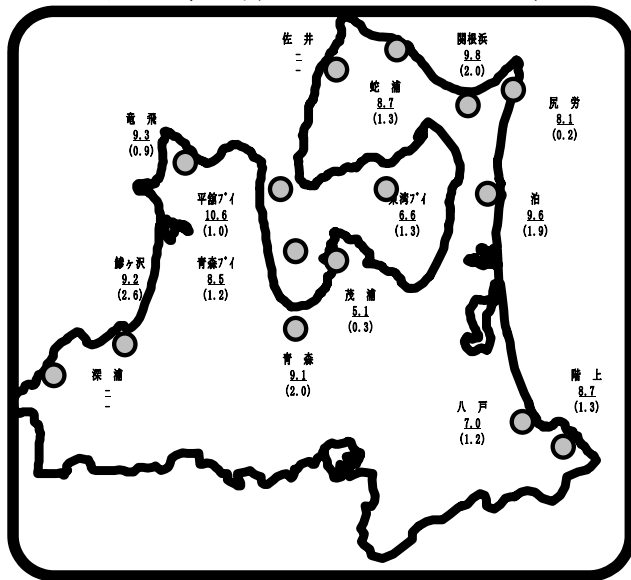 佐 井
－
－
関根浜
9.8
(2.0)
蛇 浦
8.7
(1.3)
尻 労
8.1
(0.2)
竜 飛
9.3
(0.9)
平舘ﾌﾞｲ
10.6
(1.0)
東湾ﾌﾞｲ
6.6
(1.3)
泊
9.6
(1.9)
鰺ヶ沢
9.2
(2.6)
青森ﾌﾞｲ
8.5
(1.2)
茂 浦
5.1
(0.3)
深 浦
－
－
青 森
9.1
(2.0)
八 戸
7.0
(1.2)
階 上
8.7
(1.3)